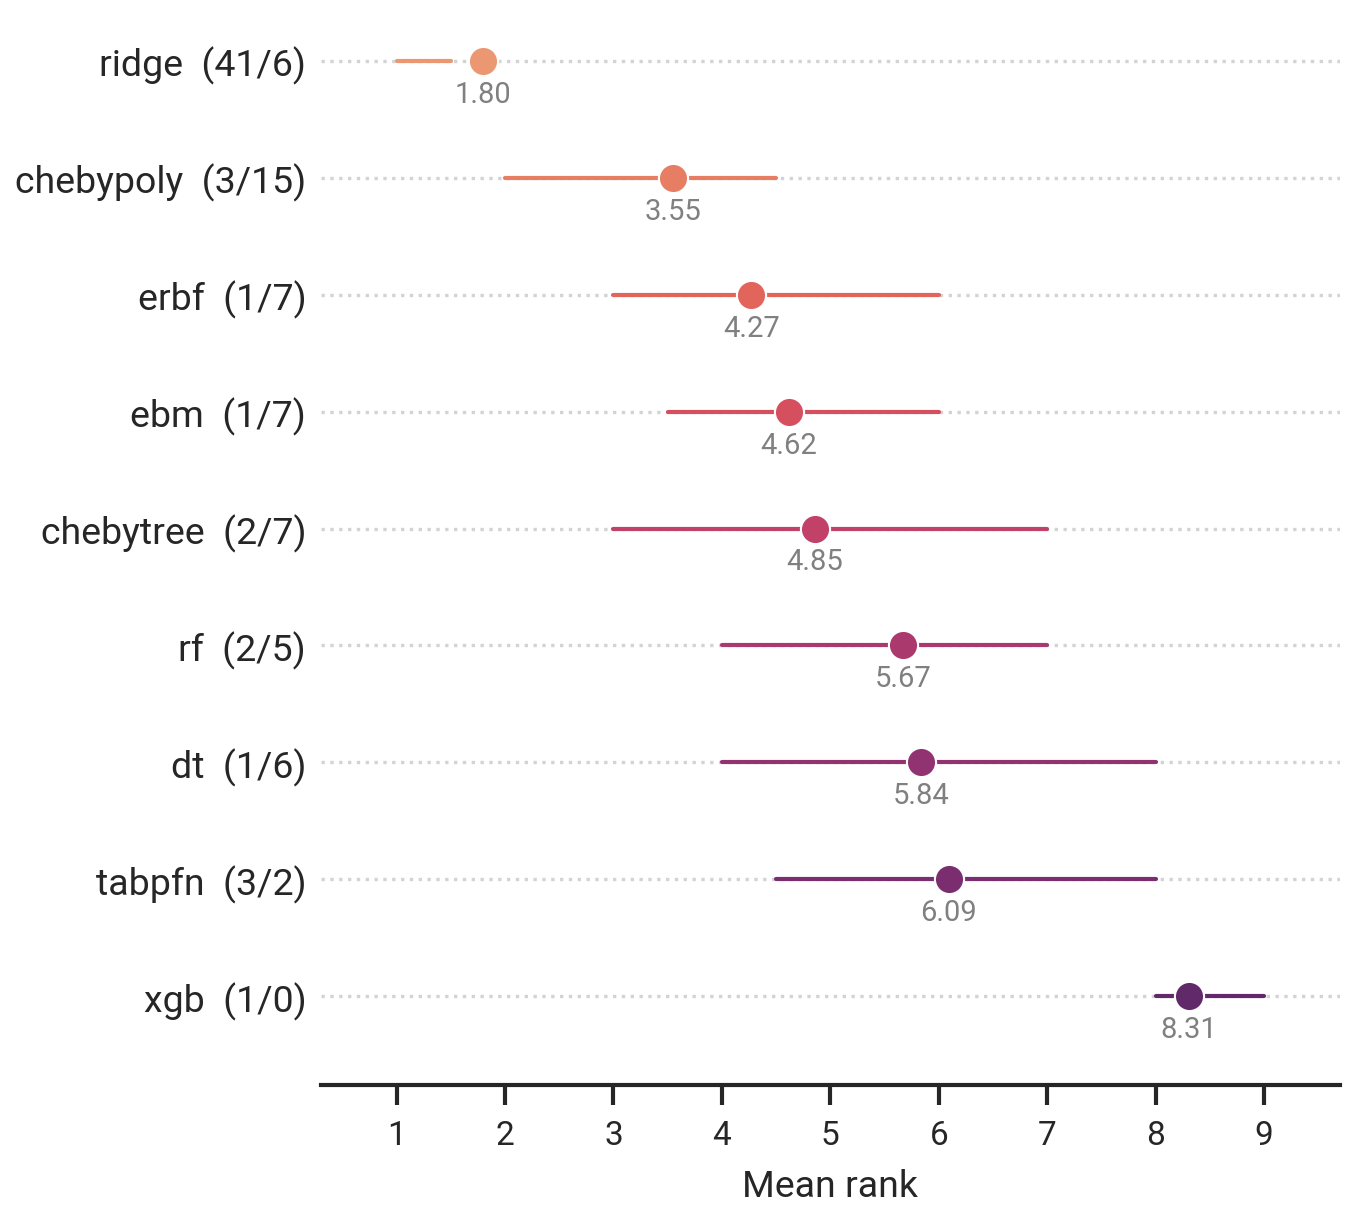 ridge (41/6)
1.80
chebypoly (3/15)
3.55
erbf (1/7)
4.27
ebm (1/7)
4.62
chebytree (2/7)
4.85
rf (2/5)
5.67
dt (1/6)
5.84
tabpfn (3/2)
6.09
xgb (1/0)
8.31
1 2 3 4 5 6 7 8 9
Mean rank